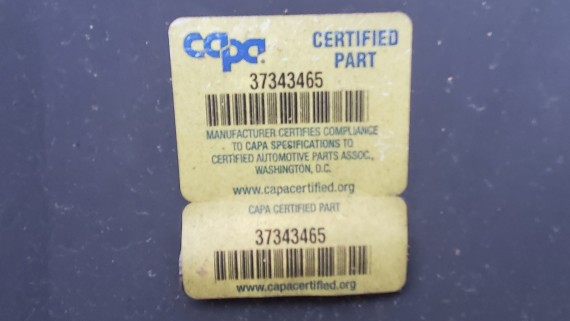 capa
CERTIFIED
PART
37343465
MANUFACTURER CERTIFIES COMPLIANCE
TO CAPA SPECIFICATIONS TO
CERTIFIED AUTOMOTIVE PARTS ASSOC.,
WASHINGTON, D.C.
www.capacertified.org
CAPA CERTIFIED PART
37343465
www.capacertified.org